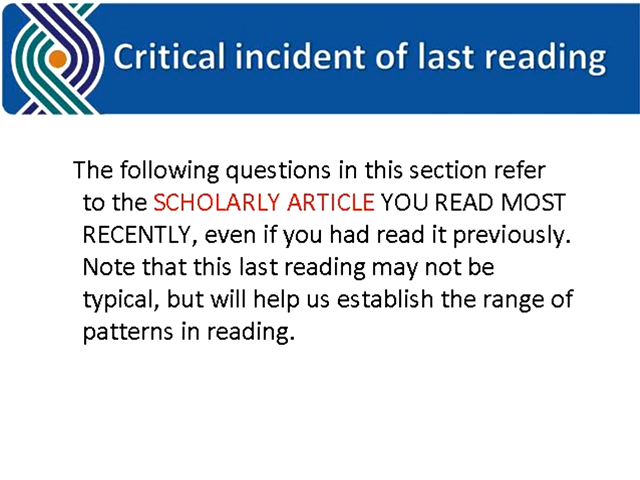 Critical incident of last reading
The following questions in this section refer
to the SCHOLARLY ARTICLE YOU READ MOST
RECENTLY, even if you had read it previously.
Note that this last reading may not be
typical, but will help us establish the range of
patterns in reading.